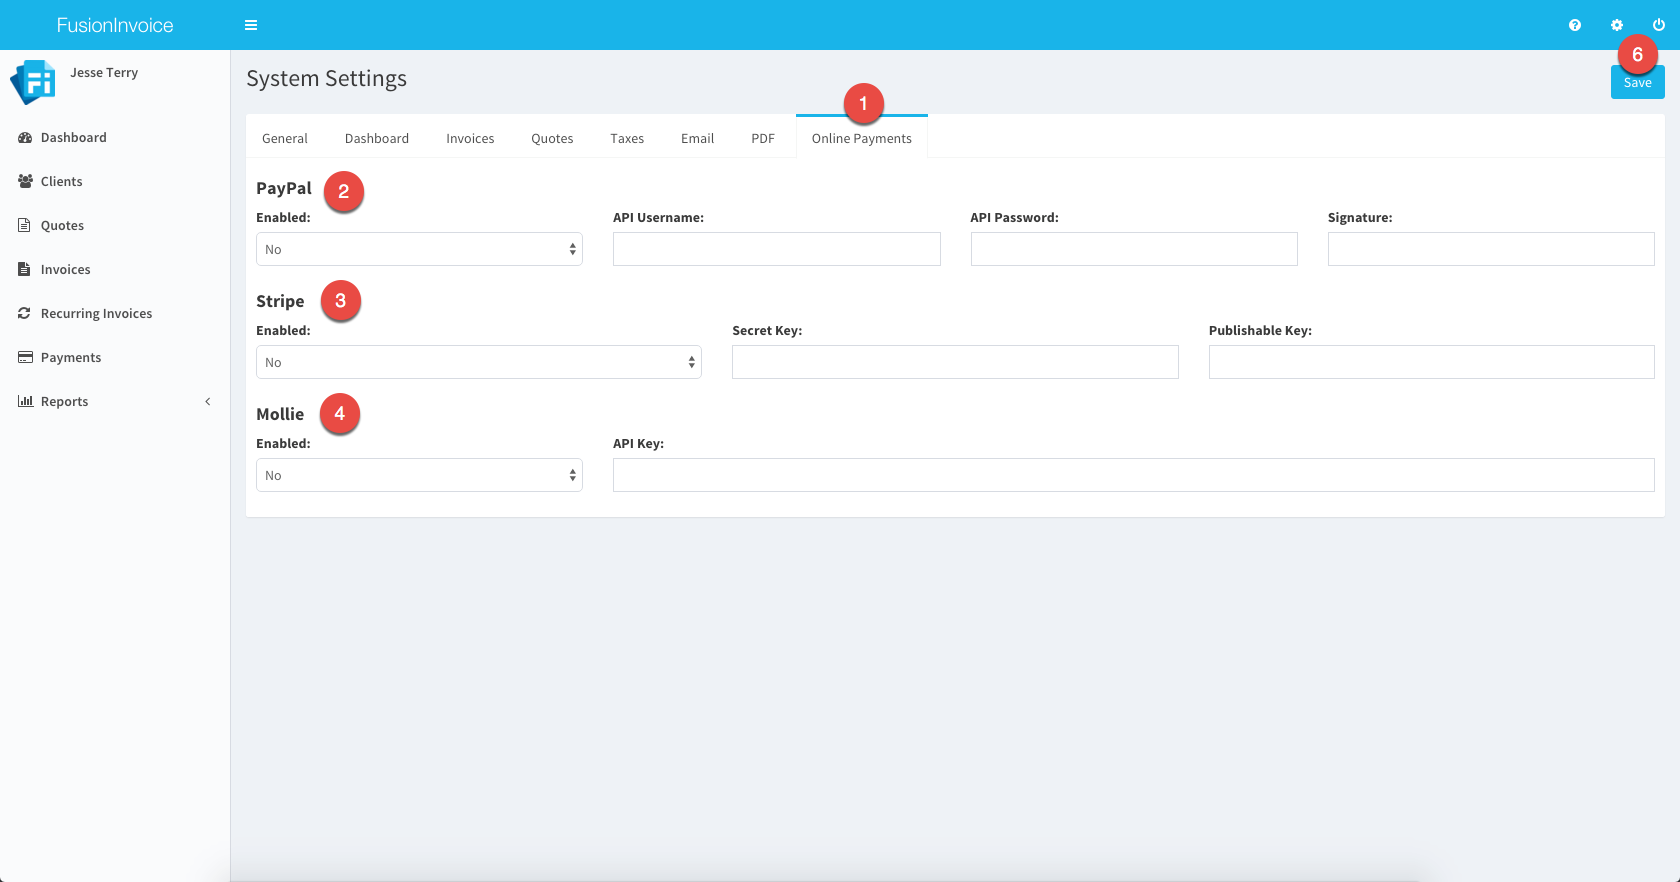 FusionInvoice
6
Jesse Terry
System Settings
Save
1
General Dashboard Invoices Quotes Taxes Email PDF Online Payments
Dashboard
Clients
Quotes
Invoices
Recurring Invoices
Payments
Reports
PayPal 2
Enabled: API Username: API Password: Signature:
No
Stripe 3
Enabled: Secret Key: Publishable Key:
No
Mollie 4
Enabled: API Key:
No